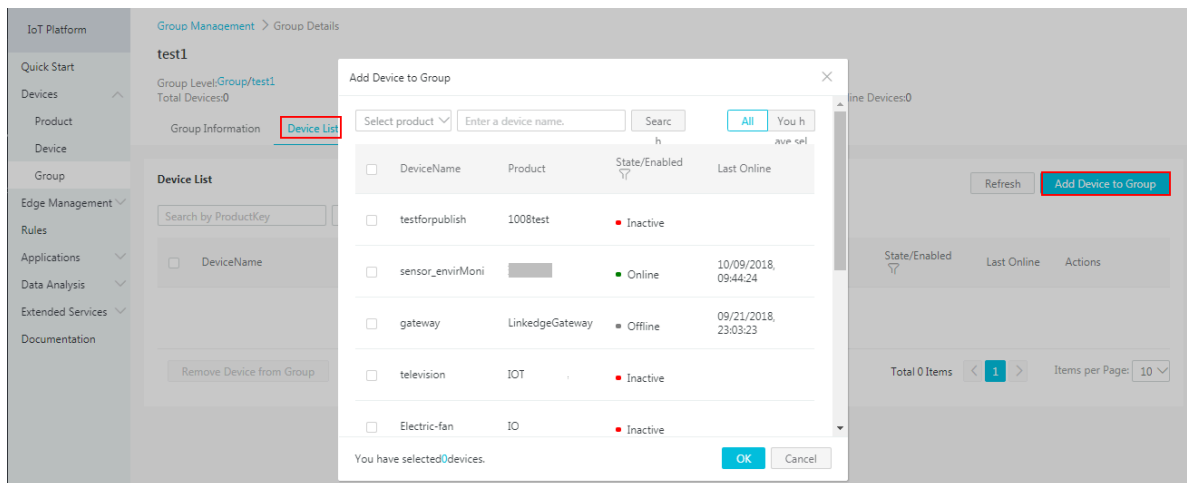 IoT Platform
Quick Start
Devices
Product
Device
Group
Edge Management
Rules
Applications
Data Analysis
Extended Services
Documentation
Group Management > Group Details
test1
Group Level:Group/test1
Total Devices:0
ine Devices:0
Group Information Device List
Device List
Refresh Add Device to Group
Search by ProductKey
DeviceName State/Enabled Last Online Actions
Remove Device from Group
Total 0 Items < 1 > Items per Page: 10
Add Device to Group
Select product Enter a device name. Searc All You h
h ave sel
DeviceName Product State/Enabled Last Online
testforpublish 1008test Inactive
sensor_envirMoni Online 10/09/2018,
09:44:24
gateway LinkedgeGateway Offline 09/21/2018,
23:03:23
television IOT Inactive
Electric-fan IO Inactive
You have selected0devices.
OK Cancel